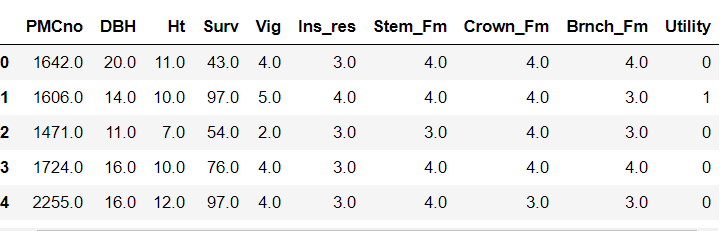 PMCno DBH Ht Surv Vig Ins_res Stem_Fm Crown_Fm Brnch_Fm Utility
0 1642.0 20.0 11.0 43.0 4.0 3.0 4.0 4.0 4.0 0
1 1606.0 14.0 10.0 97.0 5.0 4.0 4.0 4.0 3.0 1
2 1471.0 11.0 7.0 54.0 2.0 3.0 3.0 4.0 3.0 0
3 1724.0 16.0 10.0 76.0 4.0 3.0 4.0 4.0 4.0 0
4 2255.0 16.0 12.0 97.0 4.0 3.0 4.0 3.0 3.0 0